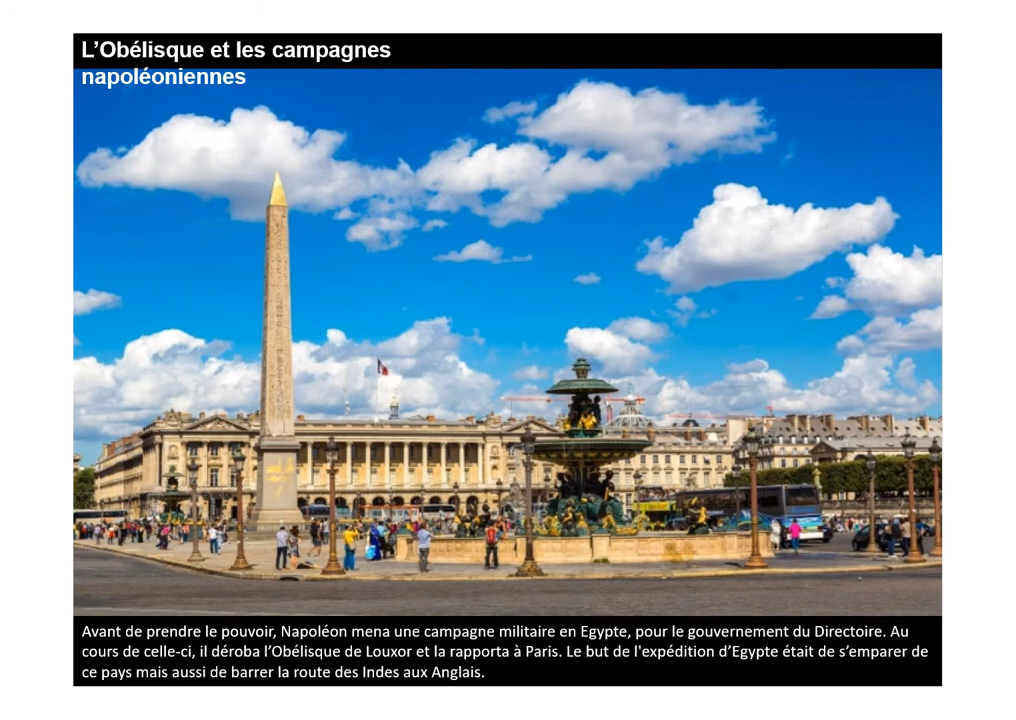 L’Obélisque et les campagnes
napoléoniennes
Avant de prendre le pouvoir, Napoléon mena une campagne militaire en Egypte, pour le gouvernement du Directoire. Au
cours de celle-ci, il déroba l’Obélisque de Louxor et la rapporta à Paris. Le but de l'expédition d’Egypte était de s’emparer de
ce pays mais aussi de barrer la route des Indes aux Anglais.